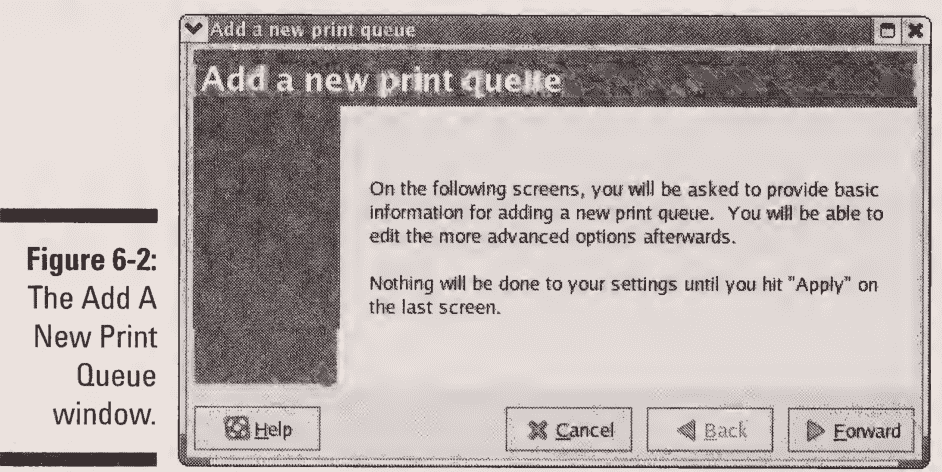 Add a new print queue
Add a new print queue
On the following screens, you will be asked to provide basic
information for adding a new print queue. You will be able to
edit the more advanced options afterwards.
Nothing will be done to your settings until you hit "Apply" on
the last screen.
Help
Cancel
Back
Forward
Figure 6-2:
The Add A
New Print
Queue
window.